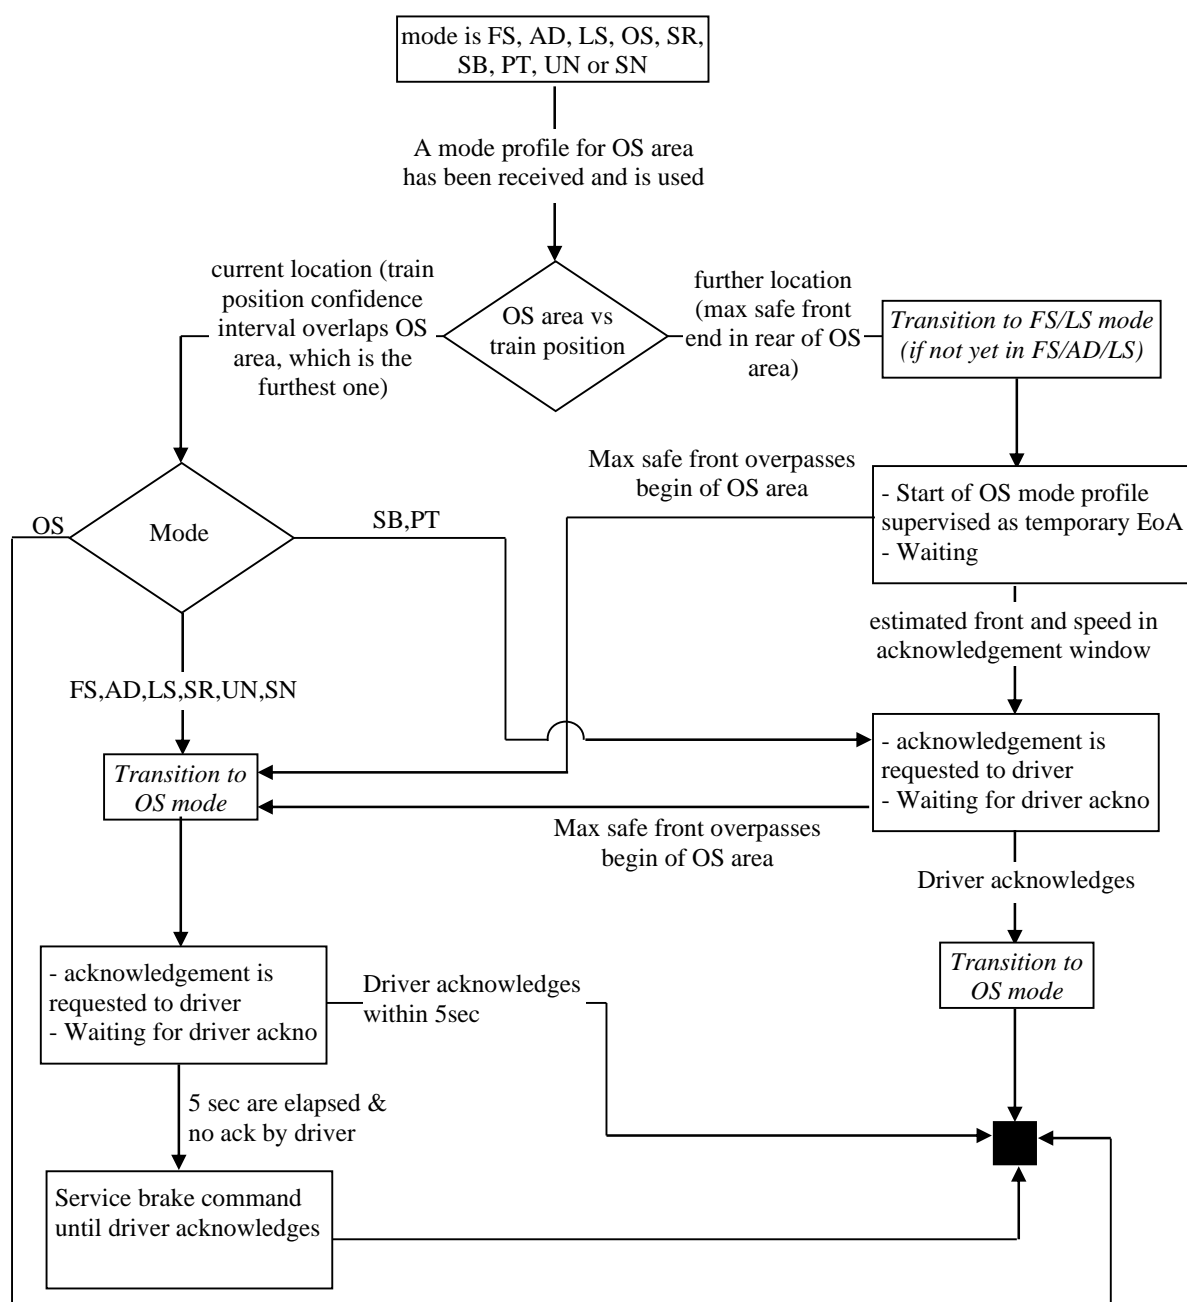 mode is FS, AD, LS, OS, SR,
SB, PT, UN or SN
A mode profile for OS area
has been received and is used
current location (train
position confidence
interval overlaps OS
area, which is the
furthest one)
OS area vs
train position
further location
(max safe front
end in rear of OS
area)
Transition to FS/LS mode
(if not yet in FS/AD/LS)
Max safe front overpasses
begin of OS area
- Start of OS mode profile
supervised as temporary EoA
- Waiting
OS
Mode
SB,PT
estimated front and speed in
acknowledgement window
FS,AD,LS,SR,UN,SN
- acknowledgement is
requested to driver
- Waiting for driver ackno
Transition to
OS mode
Max safe front overpasses
begin of OS area
Driver acknowledges
Transition to
OS mode
- acknowledgement is
requested to driver
- Waiting for driver ackno
Driver acknowledges
within 5sec
5 sec are elapsed &
no ack by driver
Service brake command
until driver acknowledges